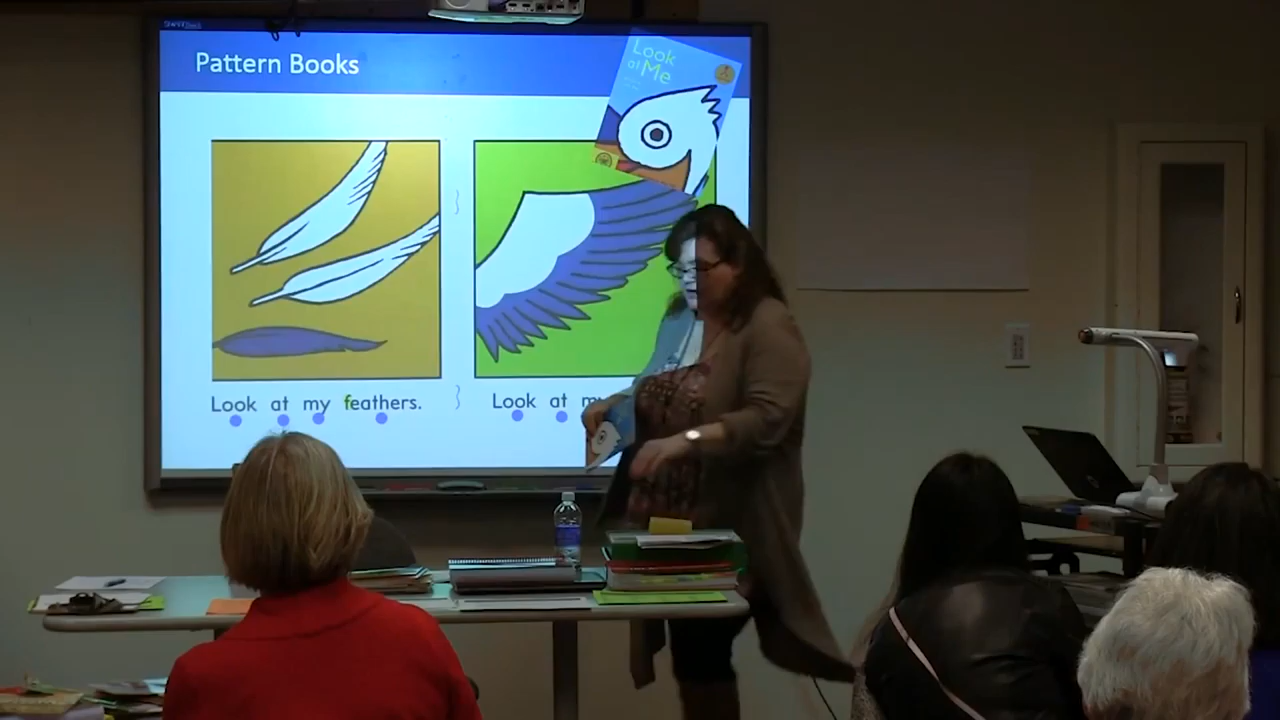 Pattern Books
Look
at Me
Look at my feathers.
Look at my